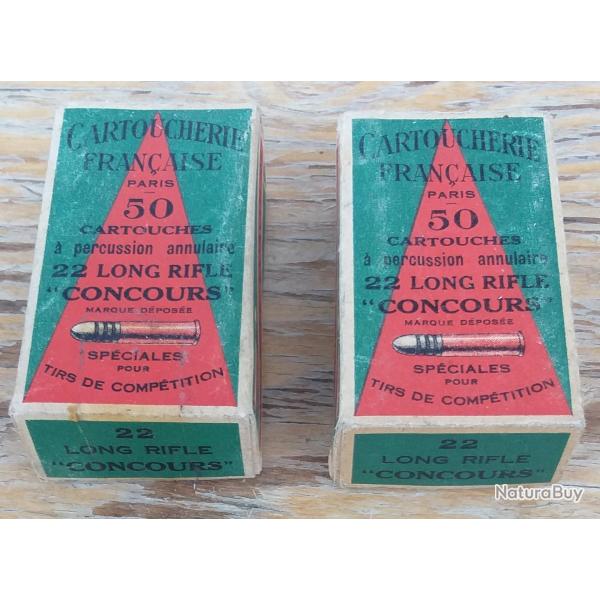 CARTOUCHERIE
FRANÇAISE
PARIS
50
CARTOUCHES
à percussion annulaire
22 LONG RIFLE
"CONCOURS"
MARQUE DÉPOSÉE
SPÉCIALES
POUR
TIRS DE COMPÉTITION
22
LONG RIFLE
"CONCOURS"
CARTOUCHERIE
FRANÇAISE
PARIS
50
CARTOUCHES
à percussion annulaire
22 LONG RIFLE
"CONCOURS"
MARQUE DÉPOSÉE
SPÉCIALES
POUR
TIRS DE COMPÉTITION
22
LONG RIFLE
"CONCOURS"
NaturaBuy